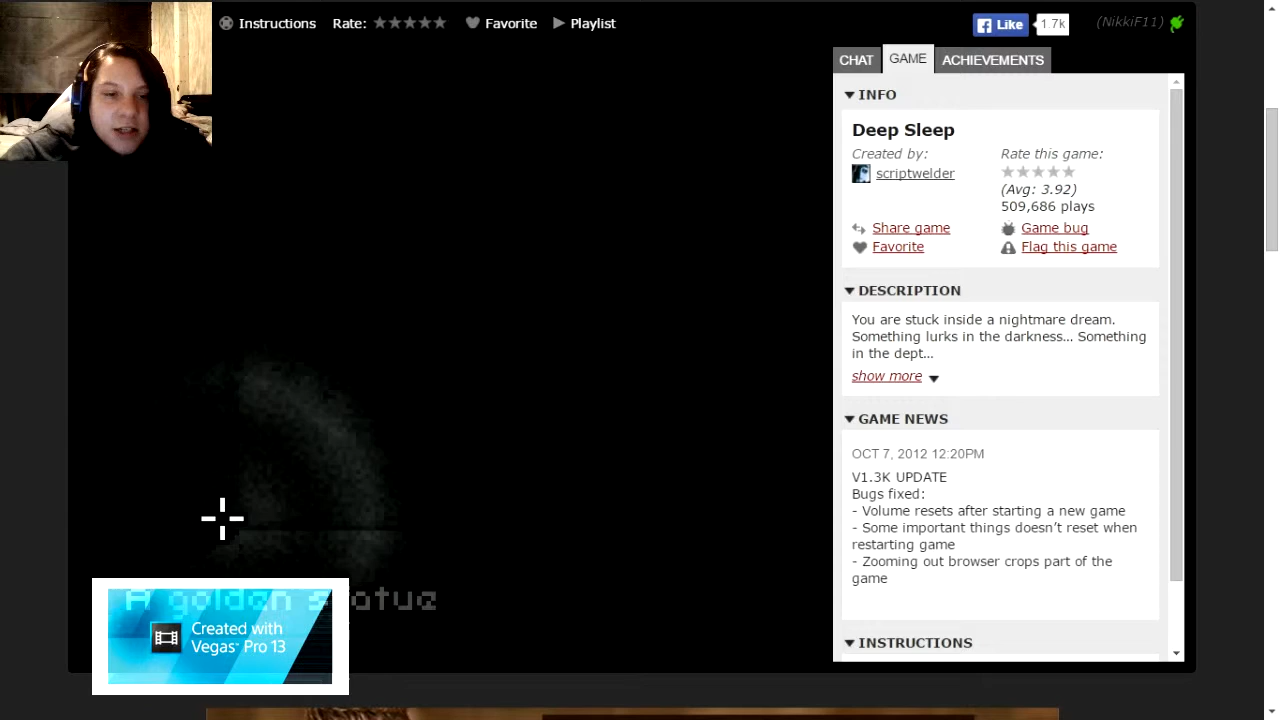 Instructions Rate: Favorite Playlist
Like 1.7k (NikkiF11)
CHAT GAME ACHIEVEMENTS
INFO
Deep Sleep
Created by: Rate this game:
scriptwelder
(Avg: 3.92)
509,686 plays
Share game Game bug
Favorite Flag this game
DESCRIPTION
You are stuck inside a nightmare dream.
Something lurks in the darkness... Something
in the dept...
show more
GAME NEWS
OCT 7, 2012 12:20PM
V1.3K UPDATE
Bugs fixed:
- Volume resets after starting a new game
- Some important things doesn't reset when
restarting game
- Zooming out browser crops part of the
game
INSTRUCTIONS
A golden statue
Created with
Vegas™ Pro 13